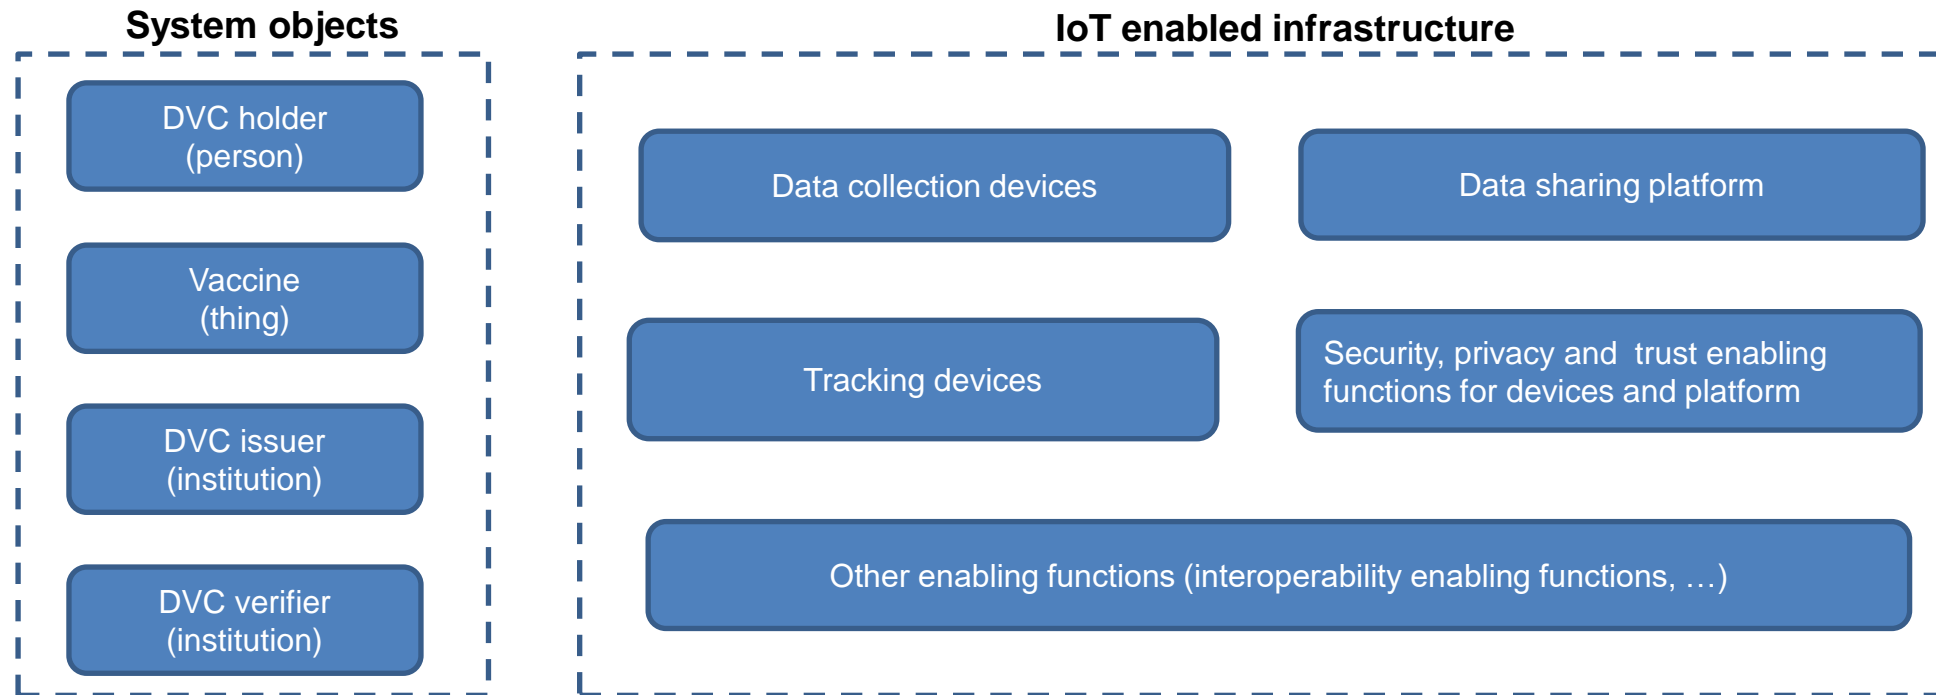 System objects
DVC holder
(person)
Vaccine
(thing)
DVC issuer
(institution)
DVC verifier
(institution)
IoT enabled infrastructure
Data collection devices
Data sharing platform
Tracking devices
Security, privacy and  trust enabling
functions for devices and platform
Other enabling functions (interoperability enabling functions, …)